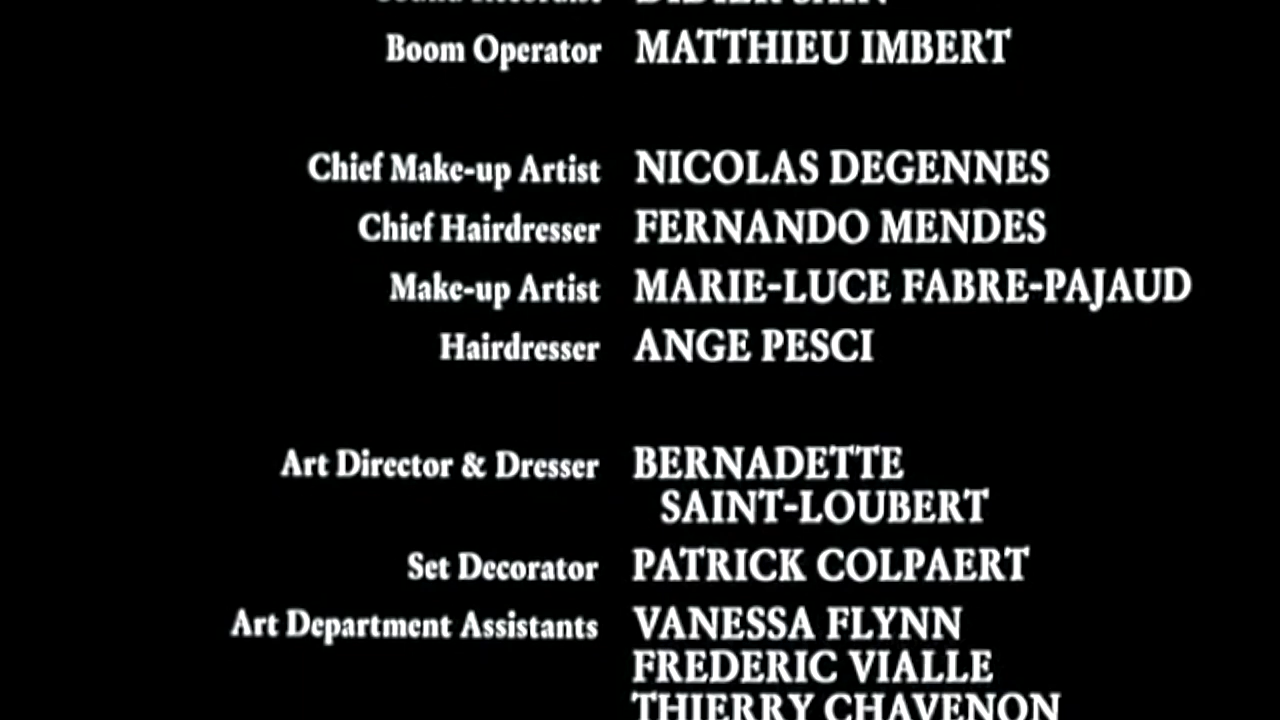 Boom Operator MATTHIEU IMBERT
Chief Make-up Artist NICOLAS DEGENNES
Chief Hairdresser FERNANDO MENDES
Make-up Artist MARIE-LUCE FABRE-PAJAUD
Hairdresser ANGE PESCI
Art Director & Dresser BERNADETTE
SAINT-LOUBERT
Set Decorator PATRICK COLPAERT
Art Department Assistants VANESSA FLYNN
FREDERIC VIALLE
THIERRY CHAVENON